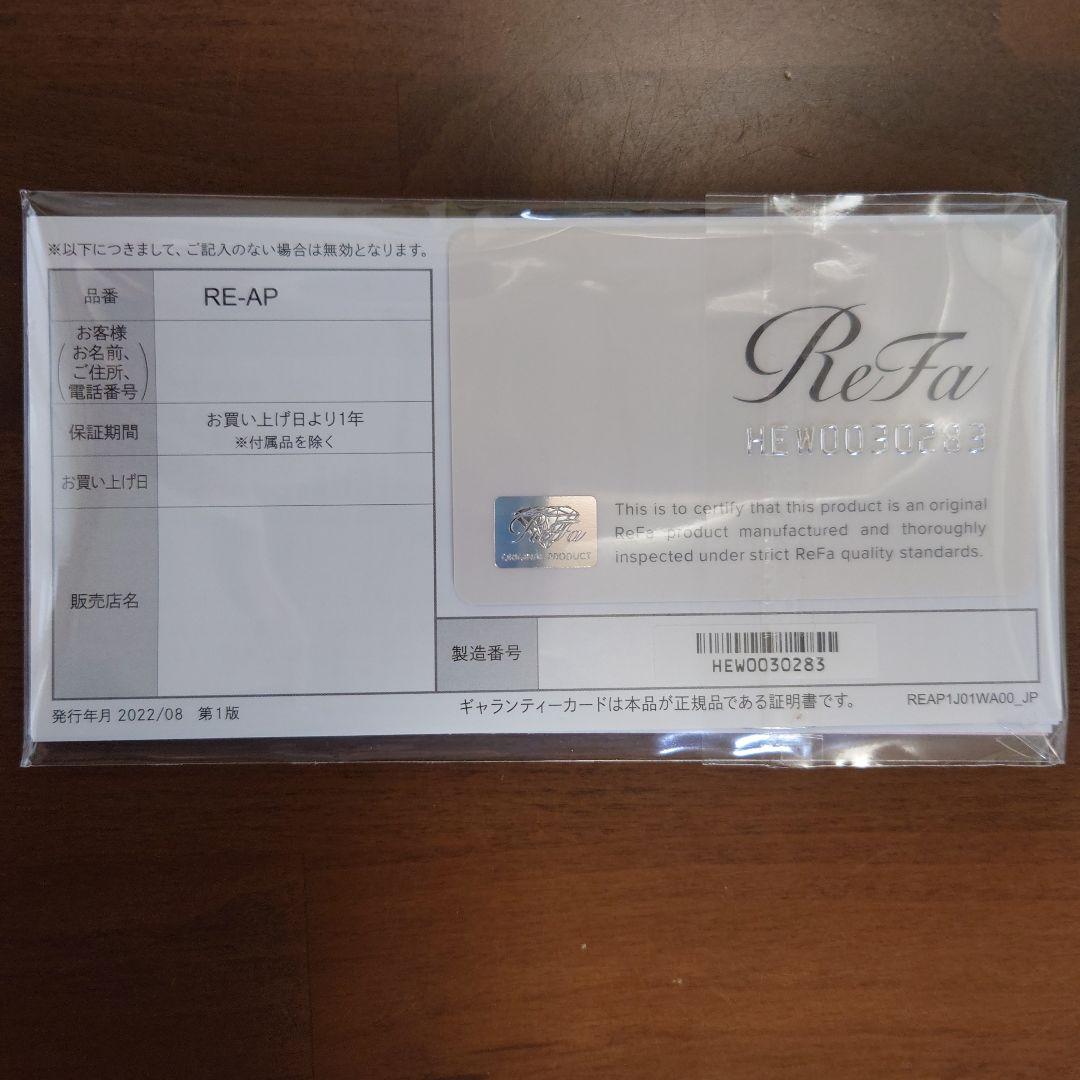 ※以下につきまして、ご記入のない場合は無効となります。
品番 RE-AP
お客様
(お名前、
ご住所、
電話番号)
保証期間 お買い上げ日より1年
※付属品を除く
お買い上げ日
販売店名
発行年月 2022/08 第1版
ReFa
HEW0030283
ReFa
ORIGINAL PRODUCT
This is to certify that this product is an original
ReFa product manufactured and thoroughly
inspected under strict ReFa quality standards.
製造番号 HEW0030283
ギャランティーカードは本品が正規品である証明書です。
REAP1J01WA00_JP